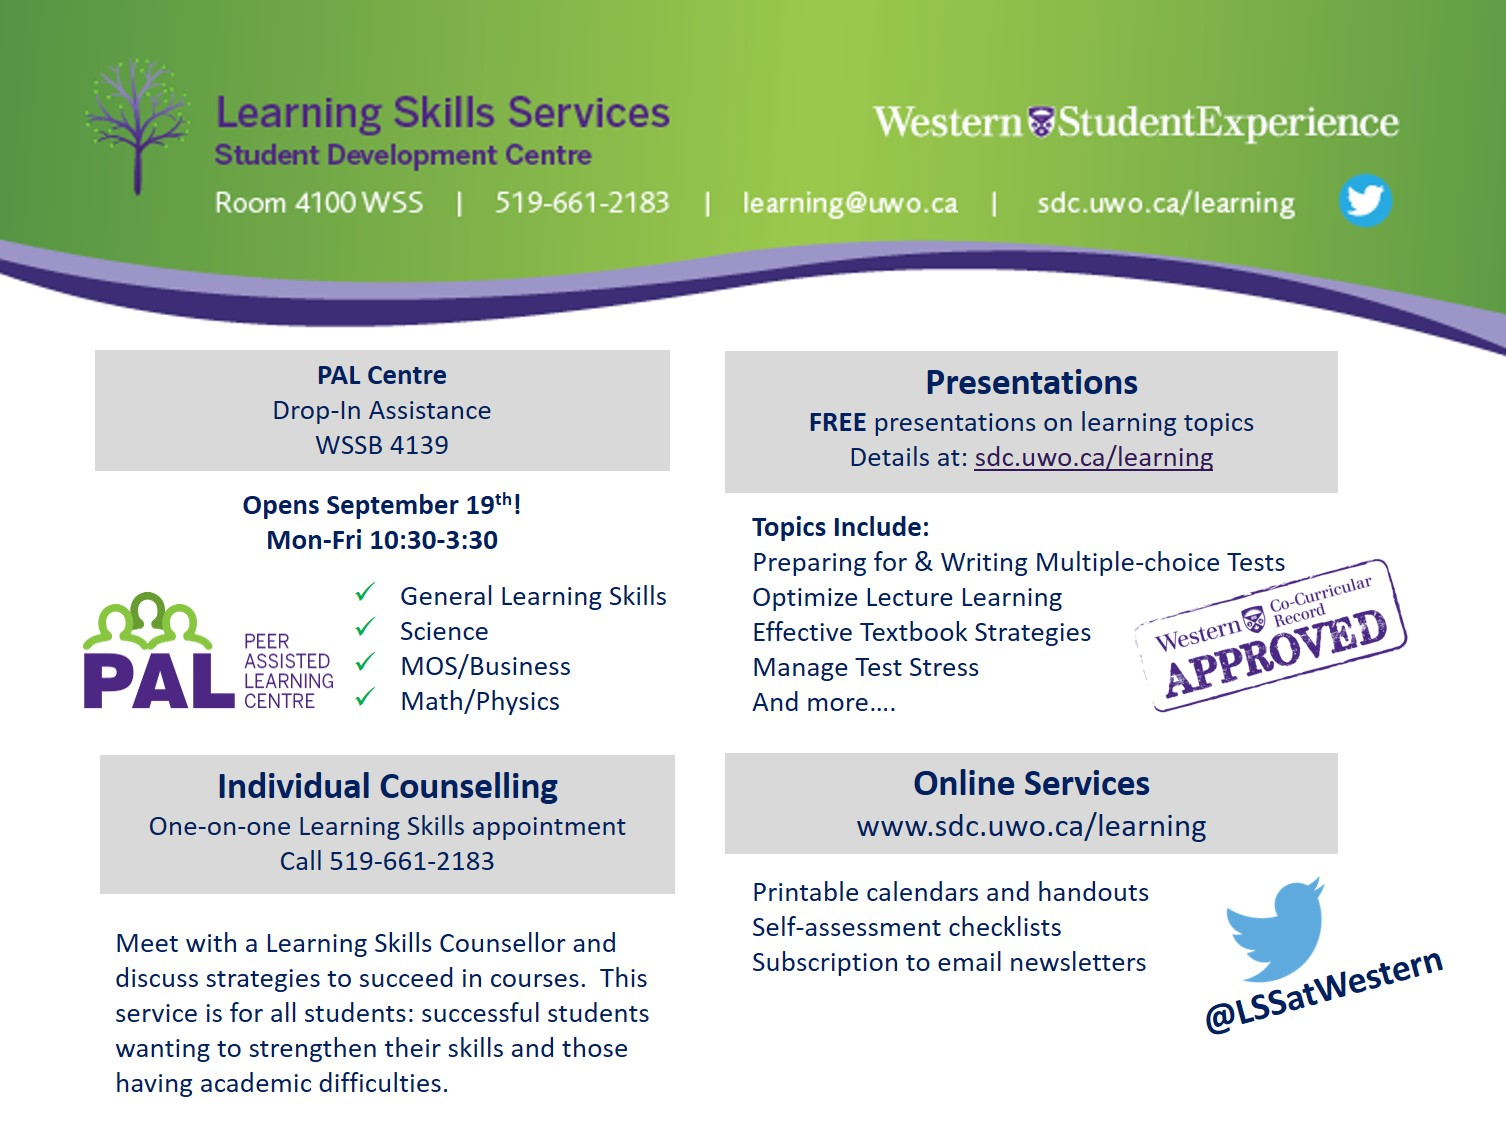 Learning Skills Services
Student Development Centre
Western StudentExperience
Room 4100 WSS | 519-661-2183 | learning@uwo.ca | sdc.uwo.ca/learning
PAL Centre
Drop-In Assistance
WSSB 4139
Opens September 19th!
Mon-Fri 10:30-3:30
✓ General Learning Skills
✓ Science
✓ MOS/Business
✓ Math/Physics
PAL
PEER
ASSISTED
LEARNING
CENTRE
Presentations
FREE presentations on learning topics
Details at: sdc.uwo.ca/learning
Topics Include:
Preparing for & Writing Multiple-choice Tests
Optimize Lecture Learning
Effective Textbook Strategies
Manage Test Stress
And more….
Western Co-Curricular
Record
APPROVED
Individual Counselling
One-on-one Learning Skills appointment
Call 519-661-2183
Meet with a Learning Skills Counsellor and
discuss strategies to succeed in courses.  This
service is for all students: successful students
wanting to strengthen their skills and those
having academic difficulties.
Online Services
www.sdc.uwo.ca/learning
Printable calendars and handouts
Self-assessment checklists
Subscription to email newsletters
@LSSatWestern